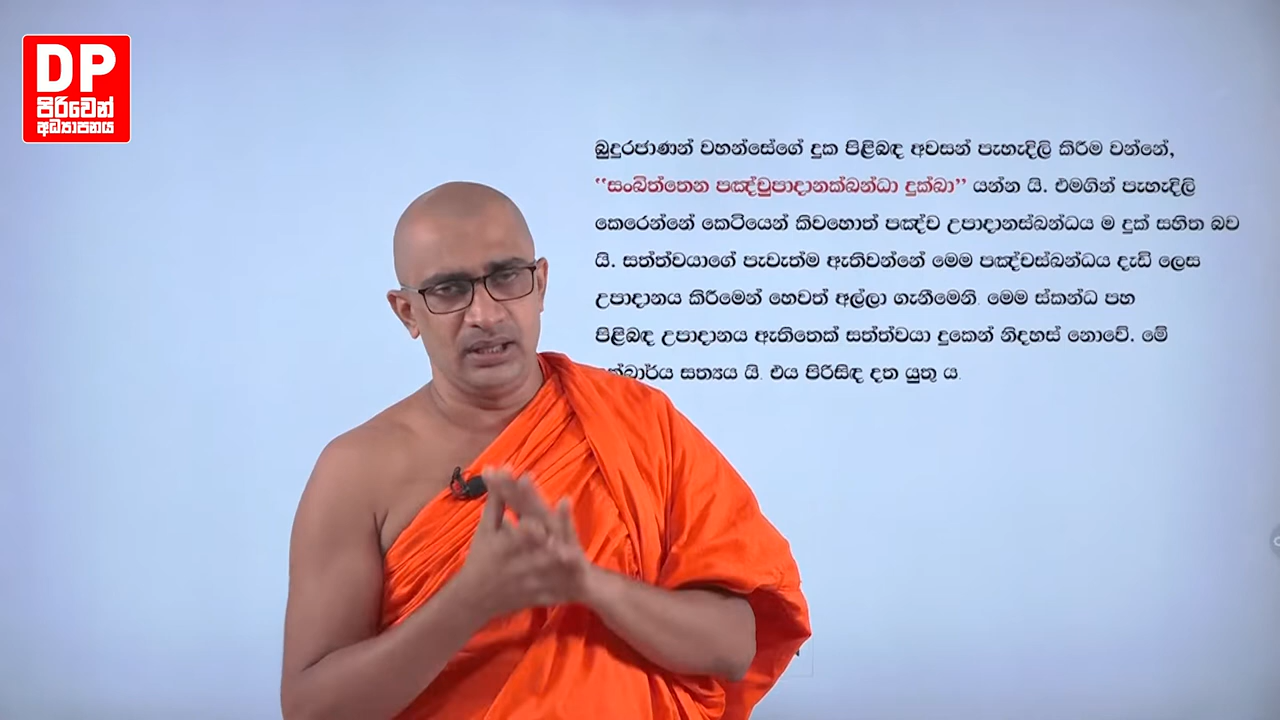 DP
පිරිවෙන්
අධ්‍යාපනය
බුදුරජාණන් වහන්සේගේ දුක පිළිබඳ අවසන් පැහැදිලි කිරීම වන්නේ,
“සංඛිත්තෙන පඤ්චුපාදානක්ඛන්ධා දුක්ඛා” යන්න යි. එමගින් පැහැදිලි
කෙරෙන්නේ කෙටියෙන් කිවහොත් පඤ්ච උපාදානස්ඛන්ධය ම දුක් සහිත බව
යි. සත්ත්වයාගේ පැවැත්ම ඇතිවන්නේ මෙම පඤ්චස්ඛන්ධය දැඩි ලෙස
උපාදානය කිරීමෙන් හෙවත් අල්ලා ගැනීමෙනි. මෙම ස්කන්ධ පහ
පිළිබඳ උපාදානය ඇතිතෙක් සත්ත්වයා දුකෙන් නිදහස් නොවේ. මේ
සත්‍යය යි. එය පිරිසිඳ දත යුතු ය.